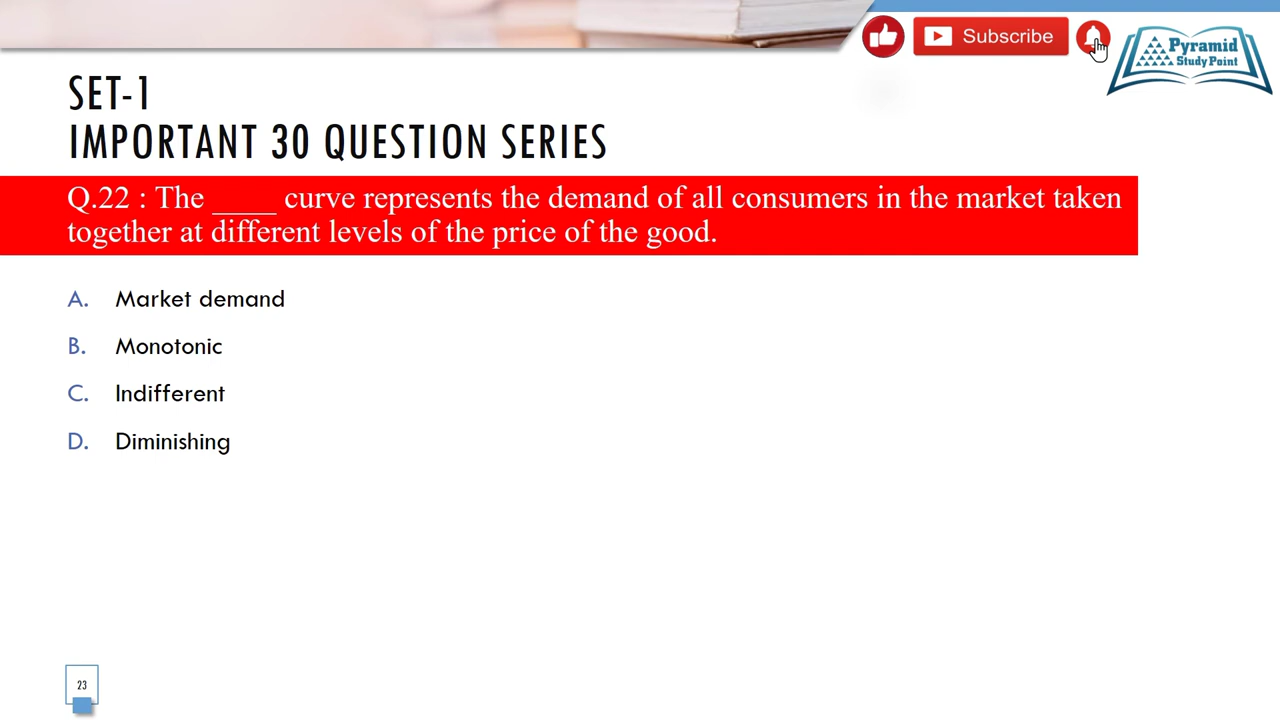 Subscribe
Pyramid
Study Point
SET-1
IMPORTANT 30 QUESTION SERIES
Q.22 : The ____ curve represents the demand of all consumers in the market taken
together at different levels of the price of the good.
A. Market demand
B. Monotonic
C. Indifferent
D. Diminishing
23